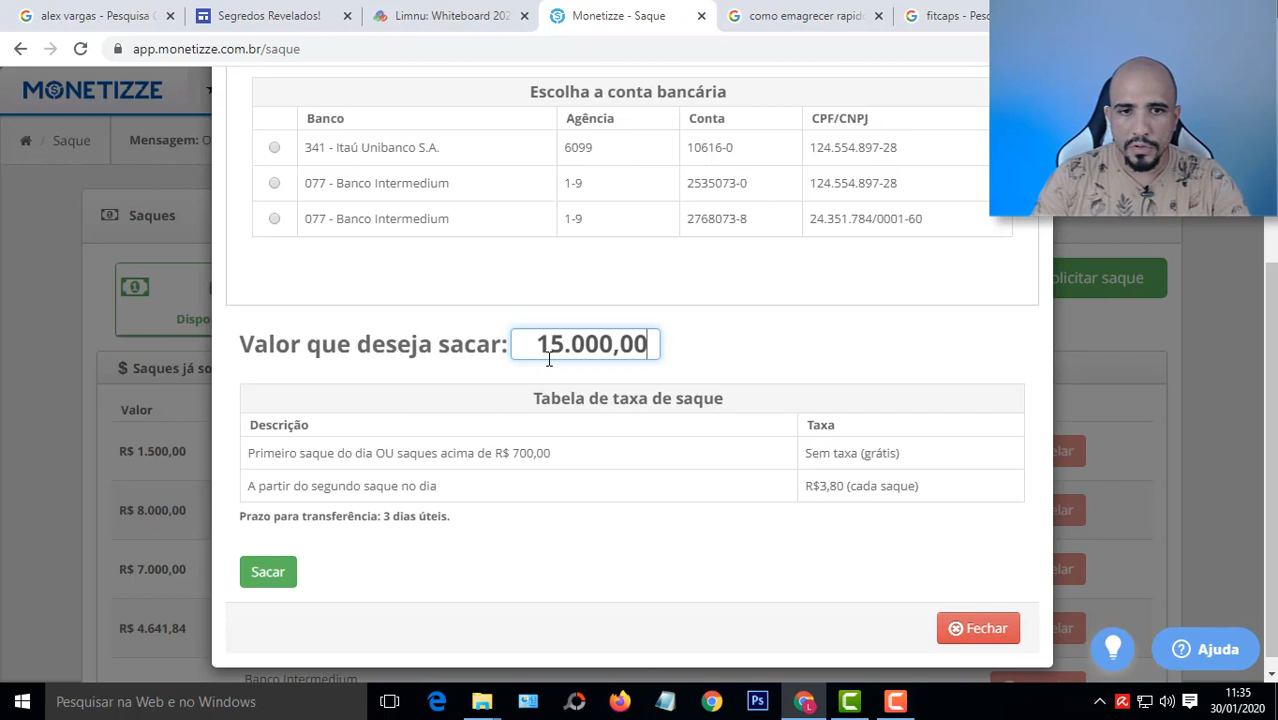 alex vargas - Pesquisa G
Segredos Revelados!
Limnu: Whiteboard 202
Monetizze - Saque
como emagrecer rapid
fitcaps - Pes
app.monetizze.com.br/saque
MONETIZZE
Saque
Mensagem: O
Escolha a conta bancária
Banco Agência Conta CPF/CNPJ
341 - Itaú Unibanco S.A. 6099 10616-0 124.554.897-28
077 - Banco Intermedium 1-9 2535073-0 124.554.897-28
077 - Banco Intermedium 1-9 2768073-8 24.351.784/0001-60
Saques
olicitar saque
Dispo
Valor que deseja sacar: 15.000,00
$ Saques já so
Valor
R$ 1.500,00
R$ 8.000,00
R$ 7.000,00
R$ 4.641,84
Tabela de taxa de saque
Descrição Taxa
Primeiro saque do dia OU saques acima de R$ 700,00 Sem taxa (grátis)
A partir do segundo saque no dia R$3,80 (cada saque)
Prazo para transferência: 3 dias úteis.
elar
elar
elar
elar
Sacar
Fechar
Banco Intermedium
Ajuda
Pesquisar na Web e no Windows
Ps
L
11:35
30/01/2020